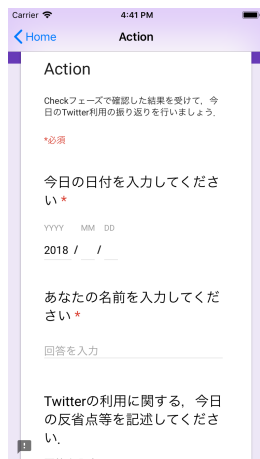 Carrier 4:41 PM
Home Action
Action
Checkフェーズで確認した結果を受けて，今
日のTwitter利用の振り返りを行いましょう．
*必須
今日の日付を入力してくださ
い *
YYYY MM DD
2018 / /
あなたの名前を入力してくだ
さい *
回答を入力
Twitterの利用に関する，今日
の反省点等を記述してくださ
い．